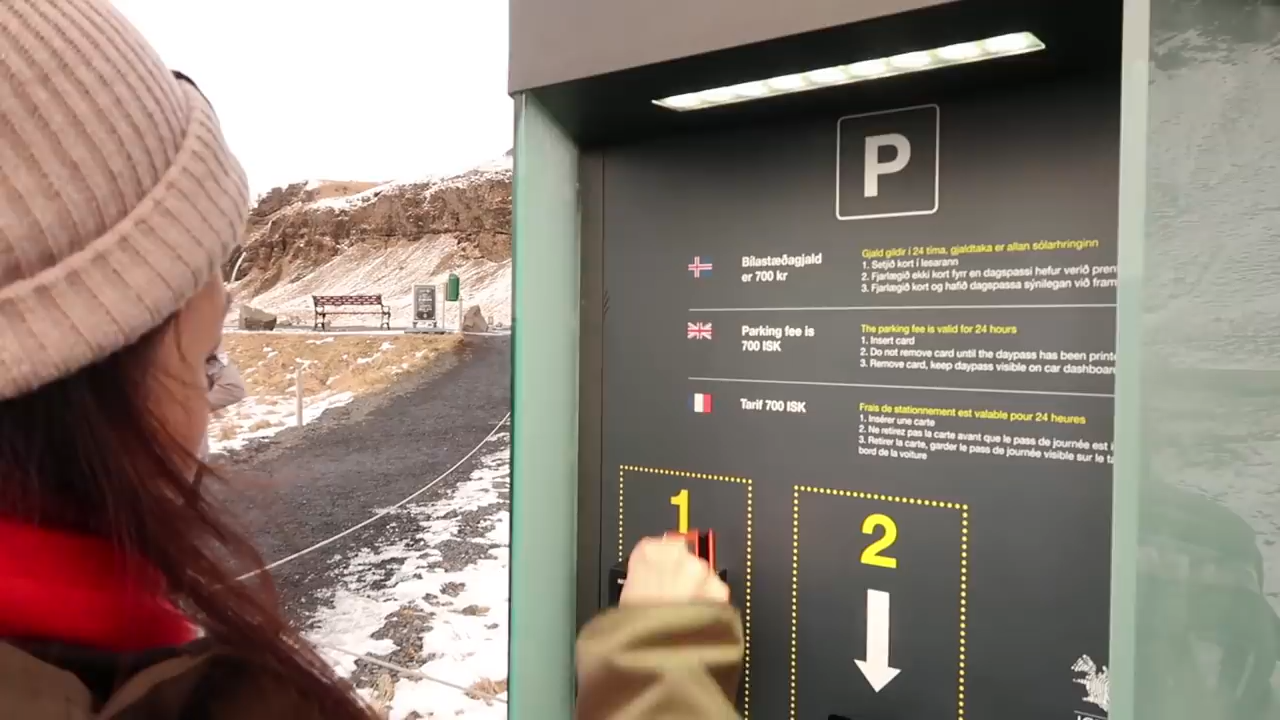 P
Bílastæðagjald
er 700 kr
Gjald gildir í 24 tíma, gjaldtaka er allan sólarhringinn
1. Setjið kort í lesarann
2. Fjarlægið ekki kort fyrr en dagspassi hefur verið pren
3. Fjarlægið kort og hafið dagspassa sýnilegan við fram
Parking fee is
700 ISK
The parking fee is valid for 24 hours
1. Insert card
2. Do not remove card until the daypass has been printe
3. Remove card, keep daypass visible on car dashboar
Tarif 700 ISK
Frais de stationnement est valable pour 24 heures
1. Insérer une carte
2. Ne retirez pas la carte avant que le pass de journée est
3. Retirer la carte, garder le pass de journée visible sur le ta
bord de la voiture
1
2